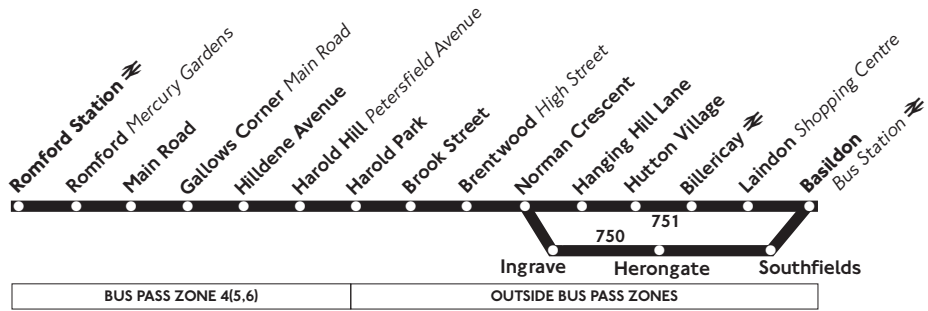 Romford Station
Romford Mercury Gardens
Main Road
Gallows Corner Main Road
Hilldene Avenue
Harold Hill Petersfield Avenue
Harold Park
Brook Street
Brentwood High Street
Norman Crescent
Hanging Hill Lane
Hutton Village
Billericay
Laindon Shopping Centre
Basildon
Bus Station
751
750
Ingrave
Herongate
Southfields
BUS PASS ZONE 4(5,6)
OUTSIDE BUS PASS ZONES